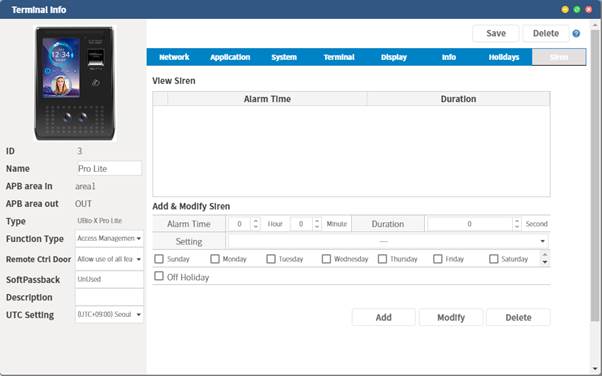 Terminal Info
Save Delete ?
Network Application System Terminal Display Info Holidays Siren
12:34
View Siren
Alarm Time Duration
ID 3
Name Pro Lite
APB area In area1
APB area out OUT
Type UBio-X Pro Lite
Function Type Access Managemen
Remote Ctrl Door Allow use of all fea
SoftPassback UnUsed
Description
UTC Setting (UTC+09:00) Seoul
Add & Modify Siren
Alarm Time 0 Hour 0 Minute Duration 0 Second
Setting ---
Sunday Monday Tuesday Wednesday Thursday Friday Saturday
Off Holiday
Add Modify Delete